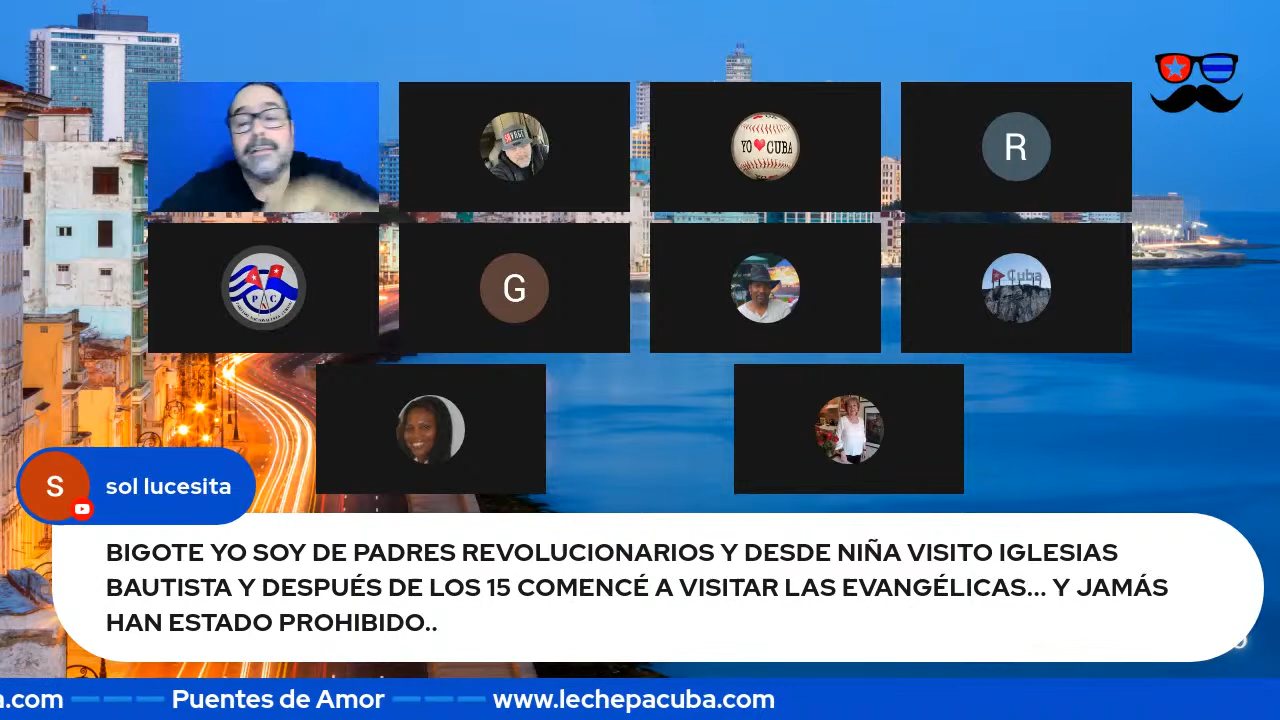 YO ❤ CUBA
R
P N C
G
Cuba
S
sol lucesita
BIGOTE YO SOY DE PADRES REVOLUCIONARIOS Y DESDE NIÑA VISITO IGLESIAS
BAUTISTA Y DESPUÉS DE LOS 15 COMENCÉ A VISITAR LAS EVANGÉLICAS... Y JAMÁS
HAN ESTADO PROHIBIDO..
a.com — — — Puentes de Amor — — — www.lechepacuba.com